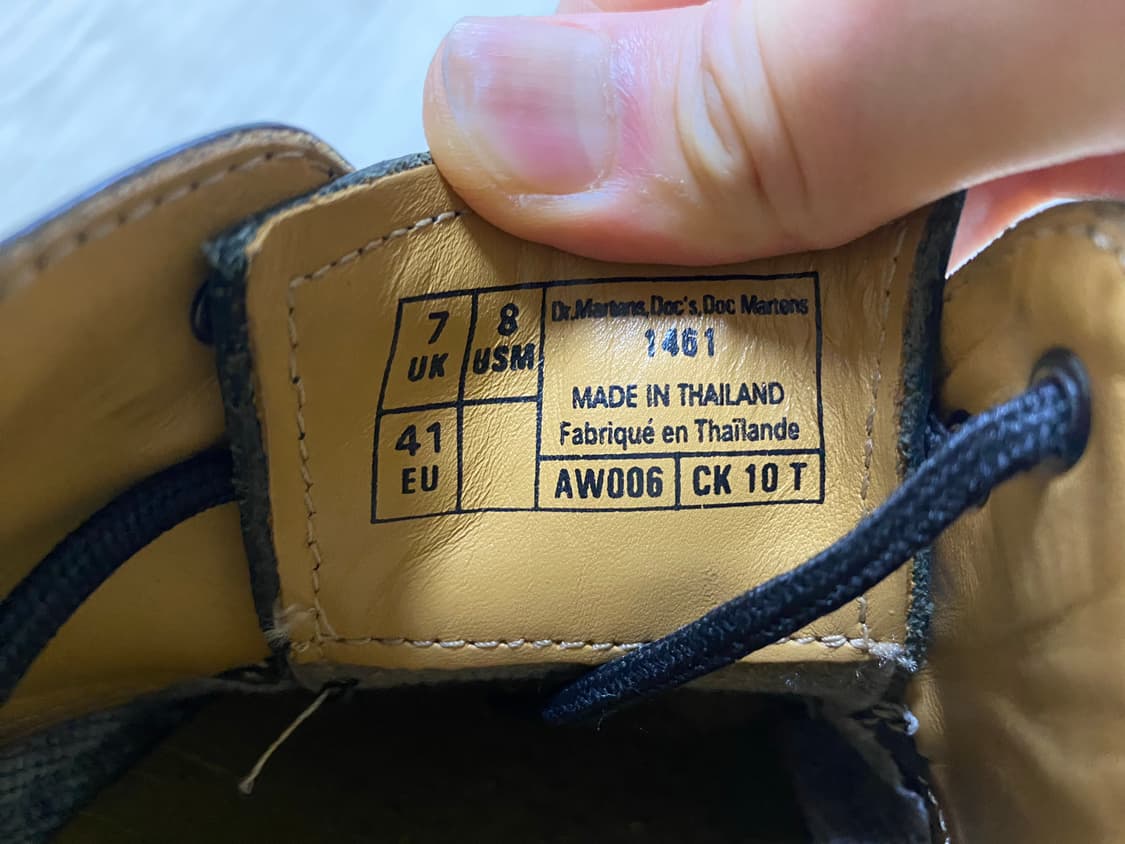 7
UK
8
USM
41
EU
Dr.Martens,Doc's,Doc Martens
1461
MADE IN THAILAND
Fabriqué en Thaïlande
AW006
CK 10 T